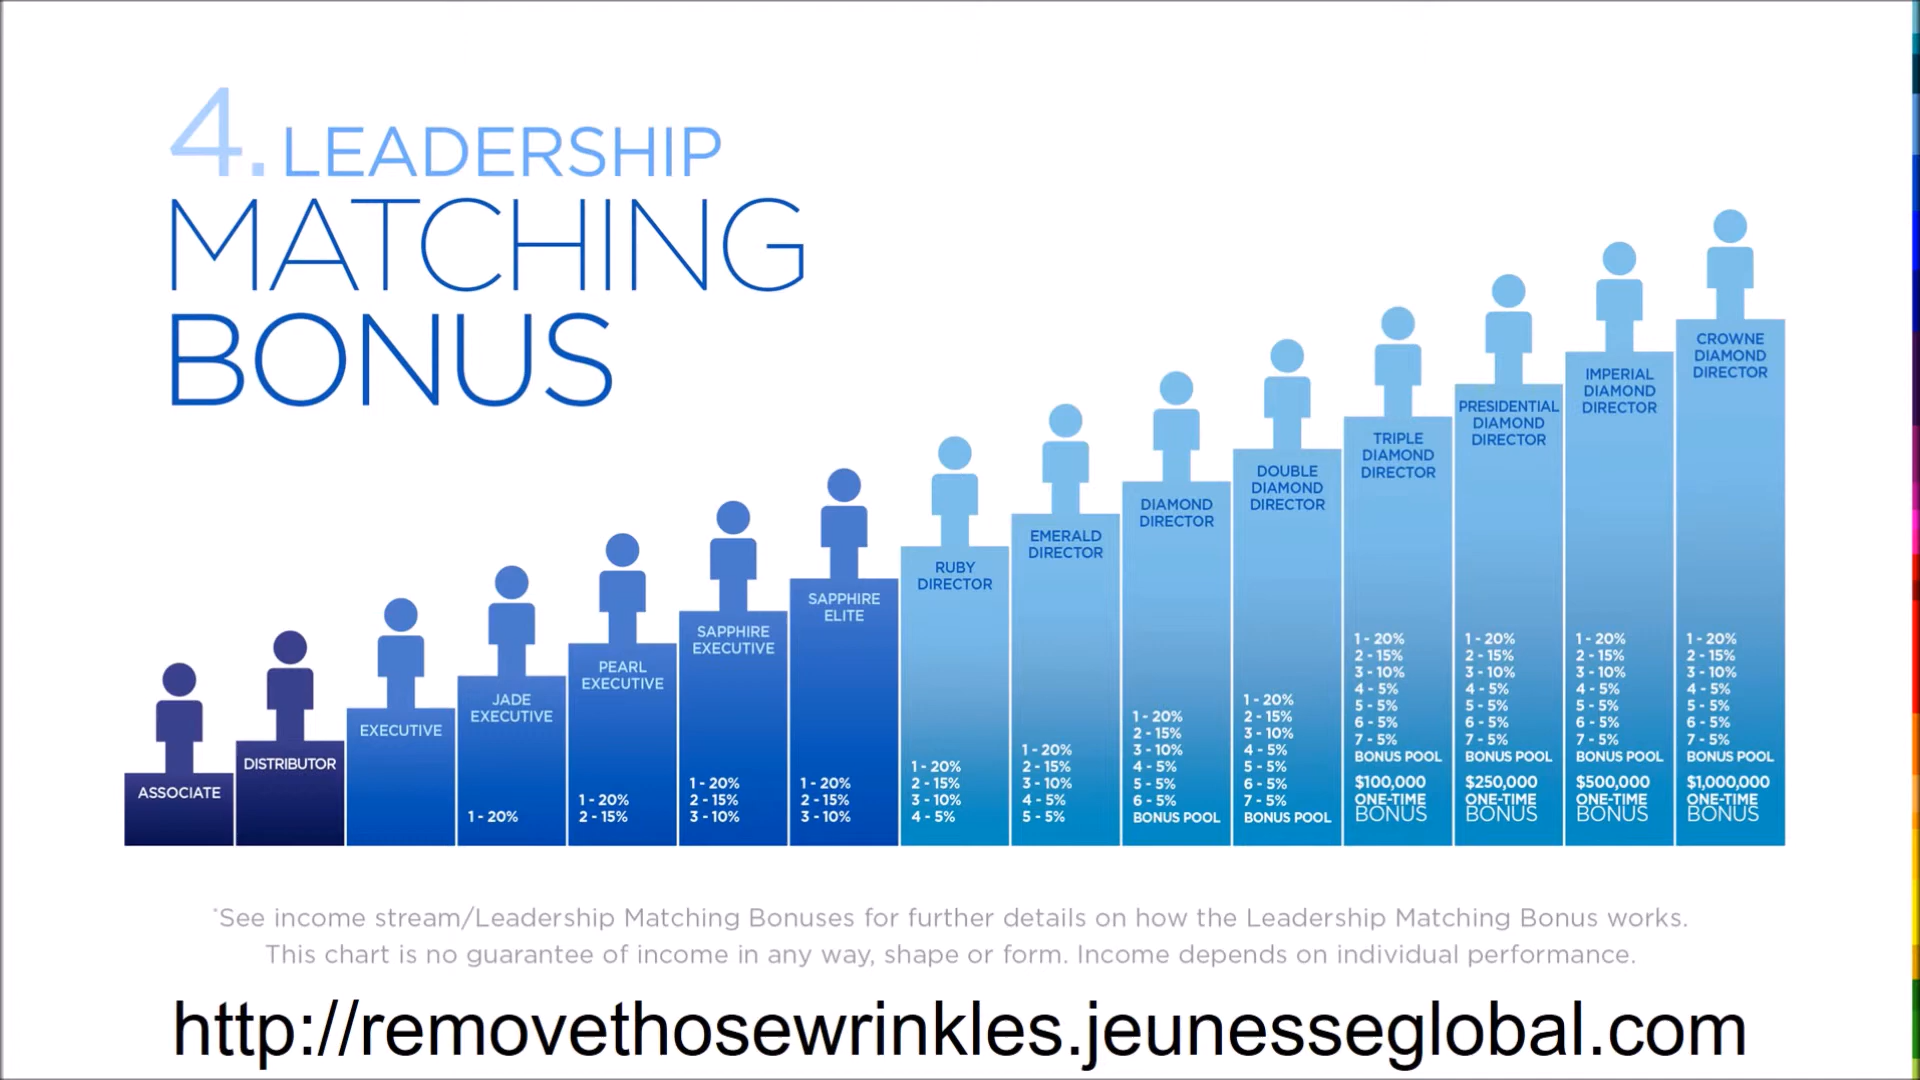 4. LEADERSHIP
MATCHING
BONUS
ASSOCIATE
DISTRIBUTOR
EXECUTIVE
JADE
EXECUTIVE
1 - 20%
PEARL
EXECUTIVE
1 - 20%
2 - 15%
SAPPHIRE
EXECUTIVE
1 - 20%
2 - 15%
3 - 10%
SAPPHIRE
ELITE
1 - 20%
2 - 15%
3 - 10%
RUBY
DIRECTOR
1 - 20%
2 - 15%
3 - 10%
4 - 5%
EMERALD
DIRECTOR
1 - 20%
2 - 15%
3 - 10%
4 - 5%
5 - 5%
DIAMOND
DIRECTOR
1 - 20%
2 - 15%
3 - 10%
4 - 5%
5 - 5%
6 - 5%
BONUS POOL
DOUBLE
DIAMOND
DIRECTOR
1 - 20%
2 - 15%
3 - 10%
4 - 5%
5 - 5%
6 - 5%
7 - 5%
BONUS POOL
TRIPLE
DIAMOND
DIRECTOR
1 - 20%
2 - 15%
3 - 10%
4 - 5%
5 - 5%
6 - 5%
7 - 5%
BONUS POOL
$100,000
ONE-TIME
BONUS
PRESIDENTIAL
DIAMOND
DIRECTOR
1 - 20%
2 - 15%
3 - 10%
4 - 5%
5 - 5%
6 - 5%
7 - 5%
BONUS POOL
$250,000
ONE-TIME
BONUS
IMPERIAL
DIAMOND
DIRECTOR
1 - 20%
2 - 15%
3 - 10%
4 - 5%
5 - 5%
6 - 5%
7 - 5%
BONUS POOL
$500,000
ONE-TIME
BONUS
CROWNE
DIAMOND
DIRECTOR
1 - 20%
2 - 15%
3 - 10%
4 - 5%
5 - 5%
6 - 5%
7 - 5%
BONUS POOL
$1,000,000
ONE-TIME
BONUS
*See income stream/Leadership Matching Bonuses for further details on how the Leadership Matching Bonus works.
This chart is no guarantee of income in any way, shape or form. Income depends on individual performance.
http://removethosewrinkles.jeunesseglobal.com